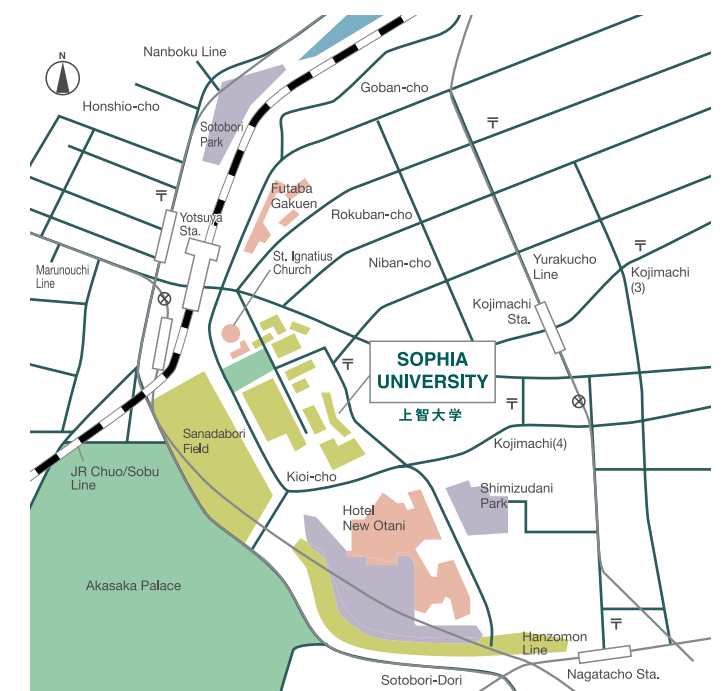 Nanboku Line
N
Goban-cho
Honshio-cho
Sotobori
Park
〒
Futaba
Gakuen
〒
Yotsuya
Sta.
Rokuban-cho
St. Ignatius
Church
Niban-cho
Yurakucho
Line
〒
Kojimachi
(3)
Marunouchi
Line
Kojimachi
Sta.
〒
SOPHIA
UNIVERSITY
上智大学
〒
Sanadabori
Field
Kojimachi(4)
JR Chuo/Sobu
Line
Kioi-cho
Shimizudani
Park
Hotel
New Otani
Akasaka Palace
〒
Hanzomon
Line
Sotobori-Dori
Nagatacho Sta.